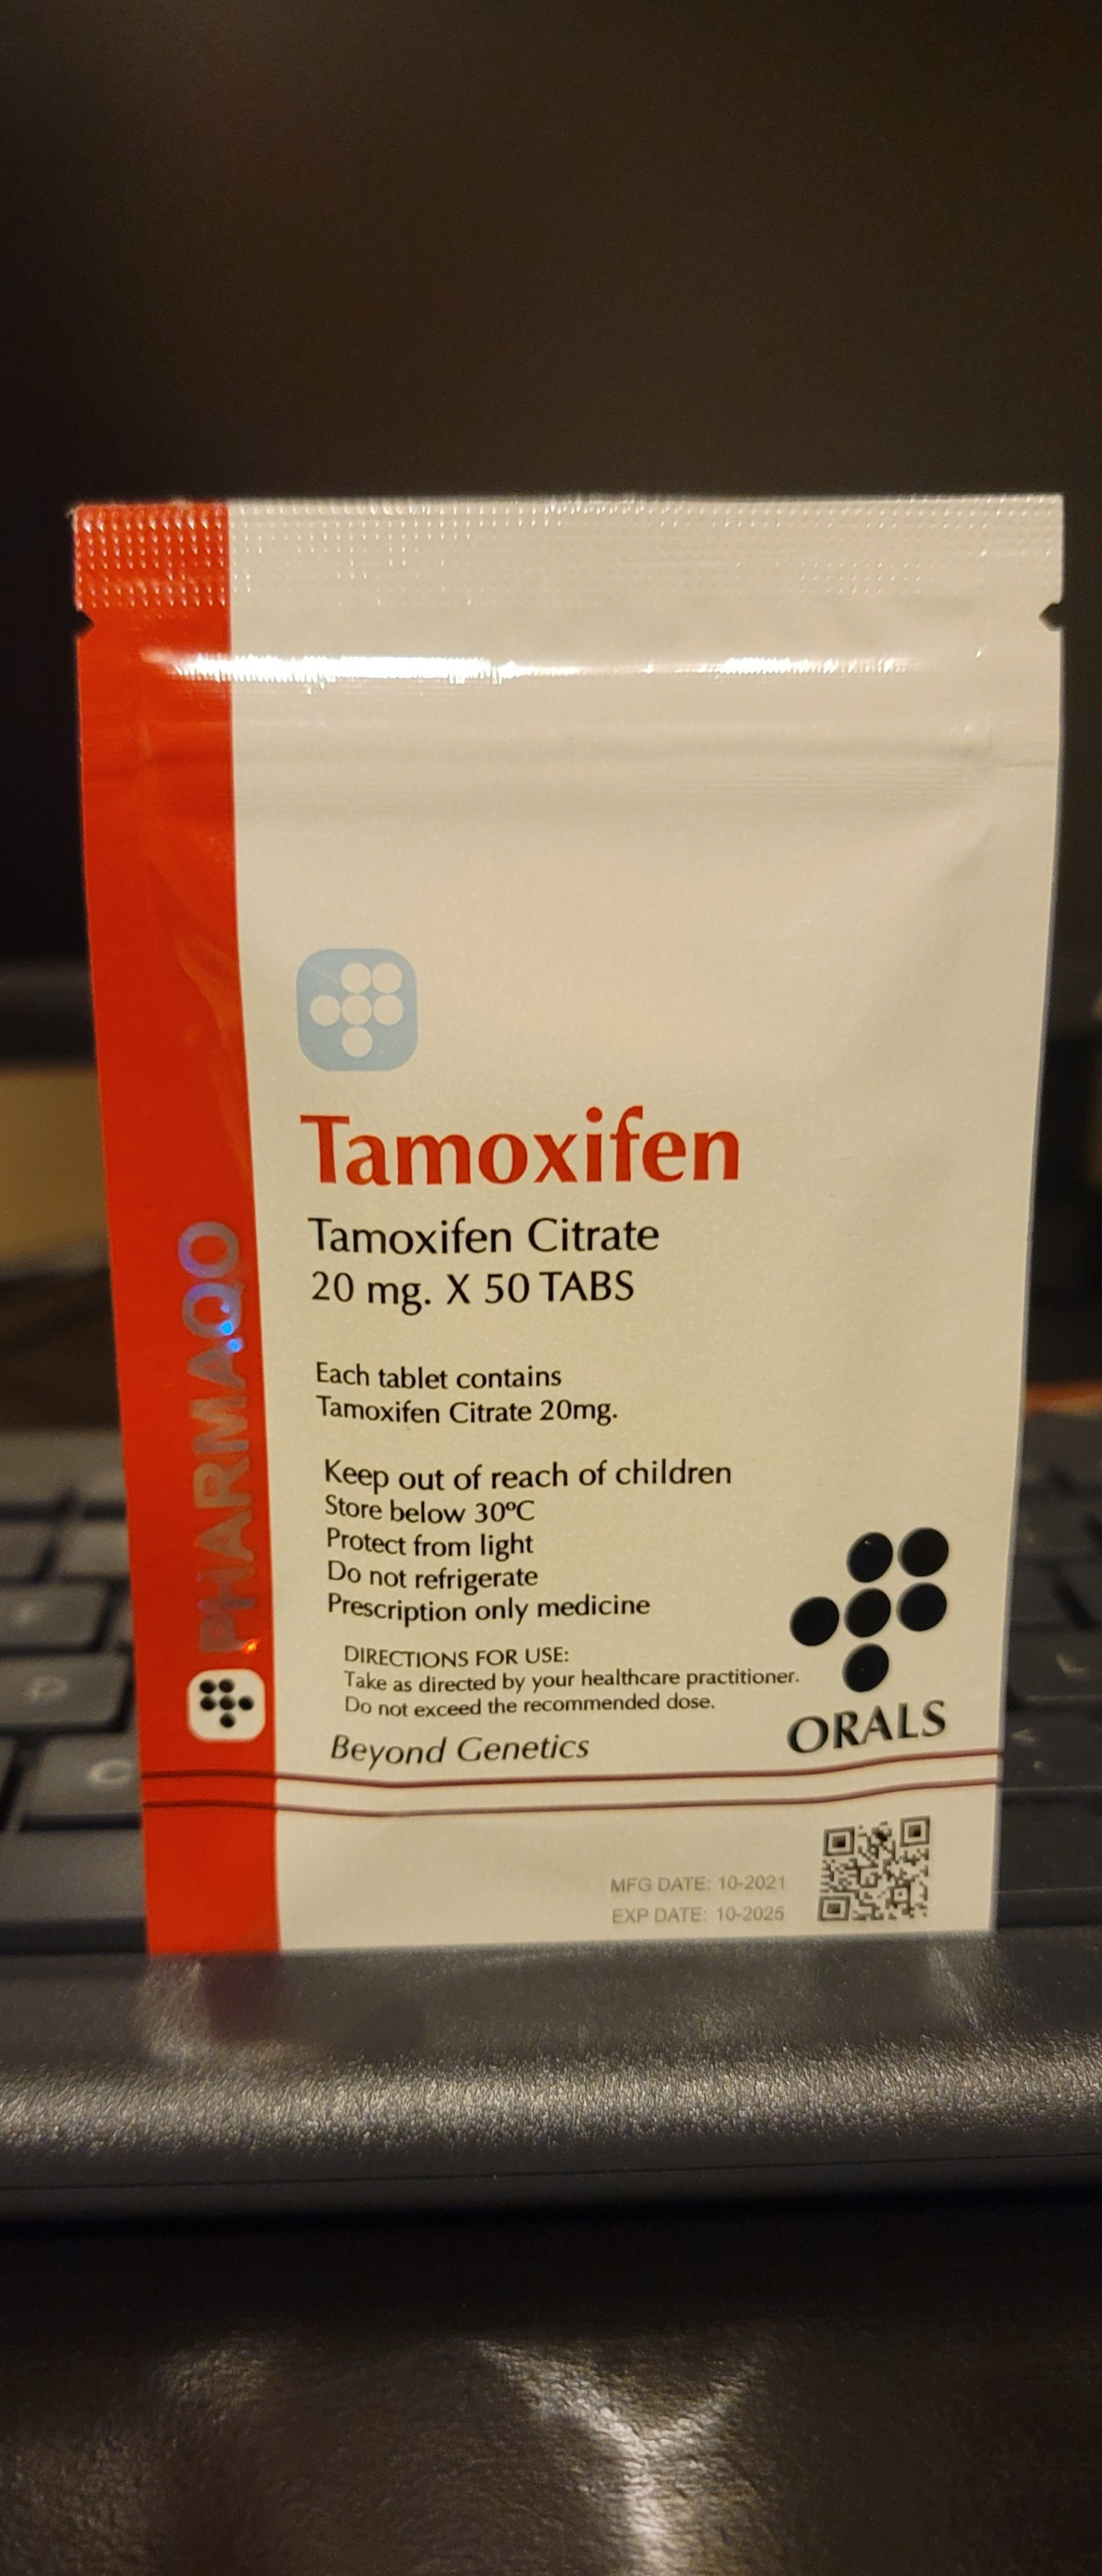 Tamoxifen
Tamoxifen Citrate
20 mg. X 50 TABS
Each tablet contains
Tamoxifen Citrate 20mg.
Keep out of reach of children
Store below 30ºC
Protect from light
Do not refrigerate
Prescription only medicine
DIRECTIONS FOR USE:
Take as directed by your healthcare practitioner.
Do not exceed the recommended dose.
Beyond Genetics
ORALS
MFG DATE: 10-2021
EXP DATE: 10-2025
PHARMAQO
C
L